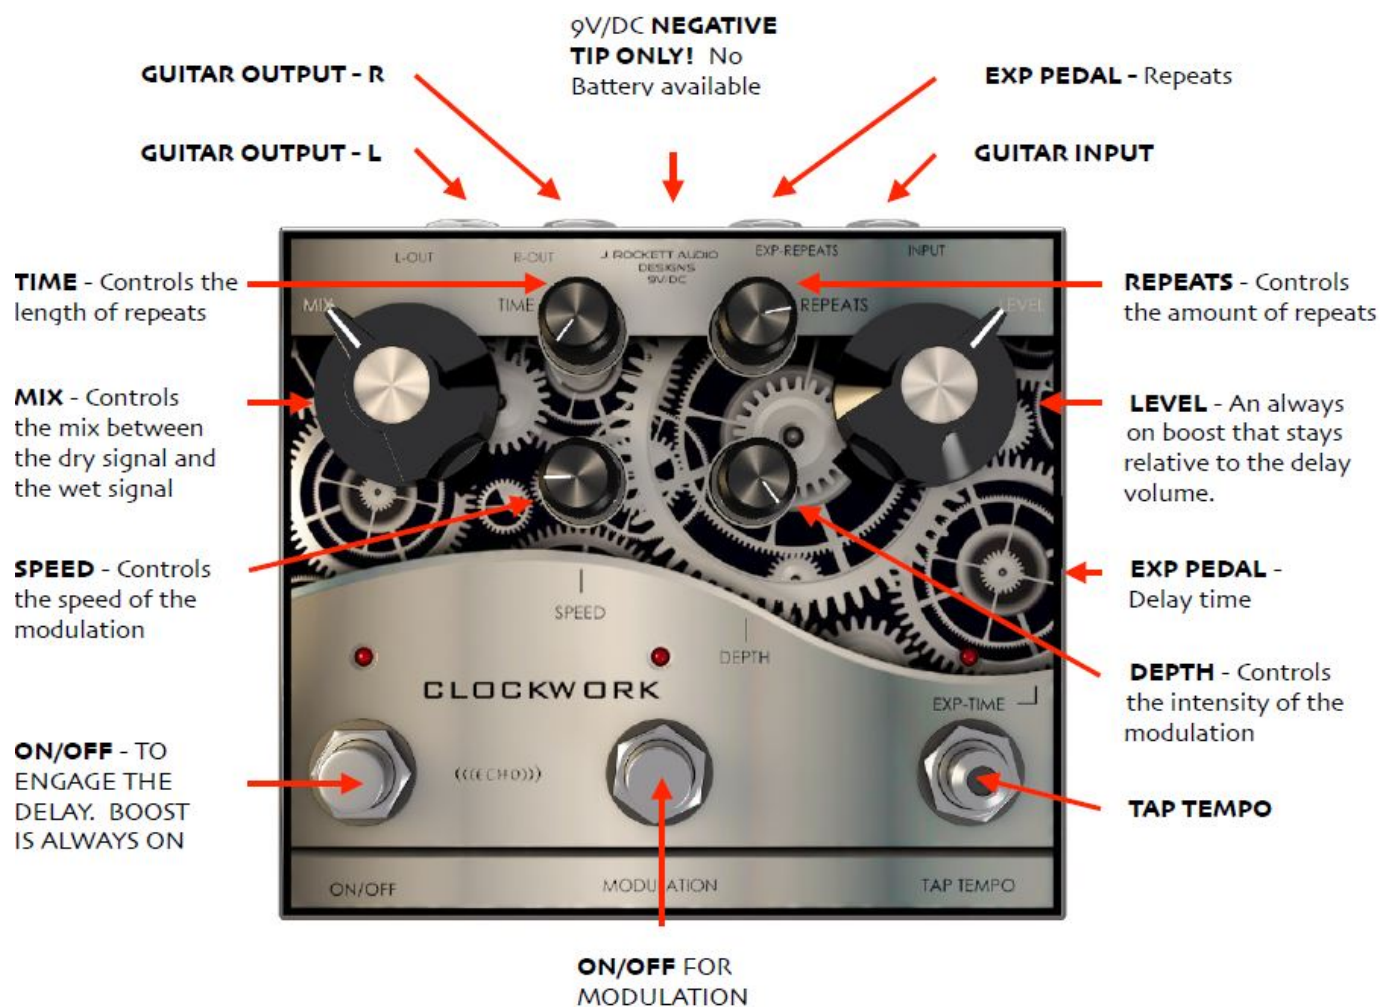 9V/DC NEGATIVE
TIP ONLY! No
Battery available
GUITAR OUTPUT - R
EXP PEDAL - Repeats
GUITAR OUTPUT - L
GUITAR INPUT
L-OUT
R-OUT
J. ROCKETT AUDIO
DESIGNS
9V/DC
EXP-REPEATS
INPUT
TIME - Controls the
length of repeats
MIX
TIME
REPEATS
LEVEL
REPEATS - Controls
the amount of repeats
MIX - Controls
the mix between
the dry signal and
the wet signal
LEVEL - An always
on boost that stays
relative to the delay
volume.
SPEED - Controls
the speed of the
modulation
EXP PEDAL -
Delay time
SPEED
DEPTH
DEPTH - Controls
the intensity of the
modulation
CLOCKWORK
EXP-TIME
ON/OFF - TO
ENGAGE THE
DELAY. BOOST
IS ALWAYS ON
(((ECHO)))
TAP TEMPO
ON/OFF
MODULATION
TAP TEMPO
ON/OFF FOR
MODULATION